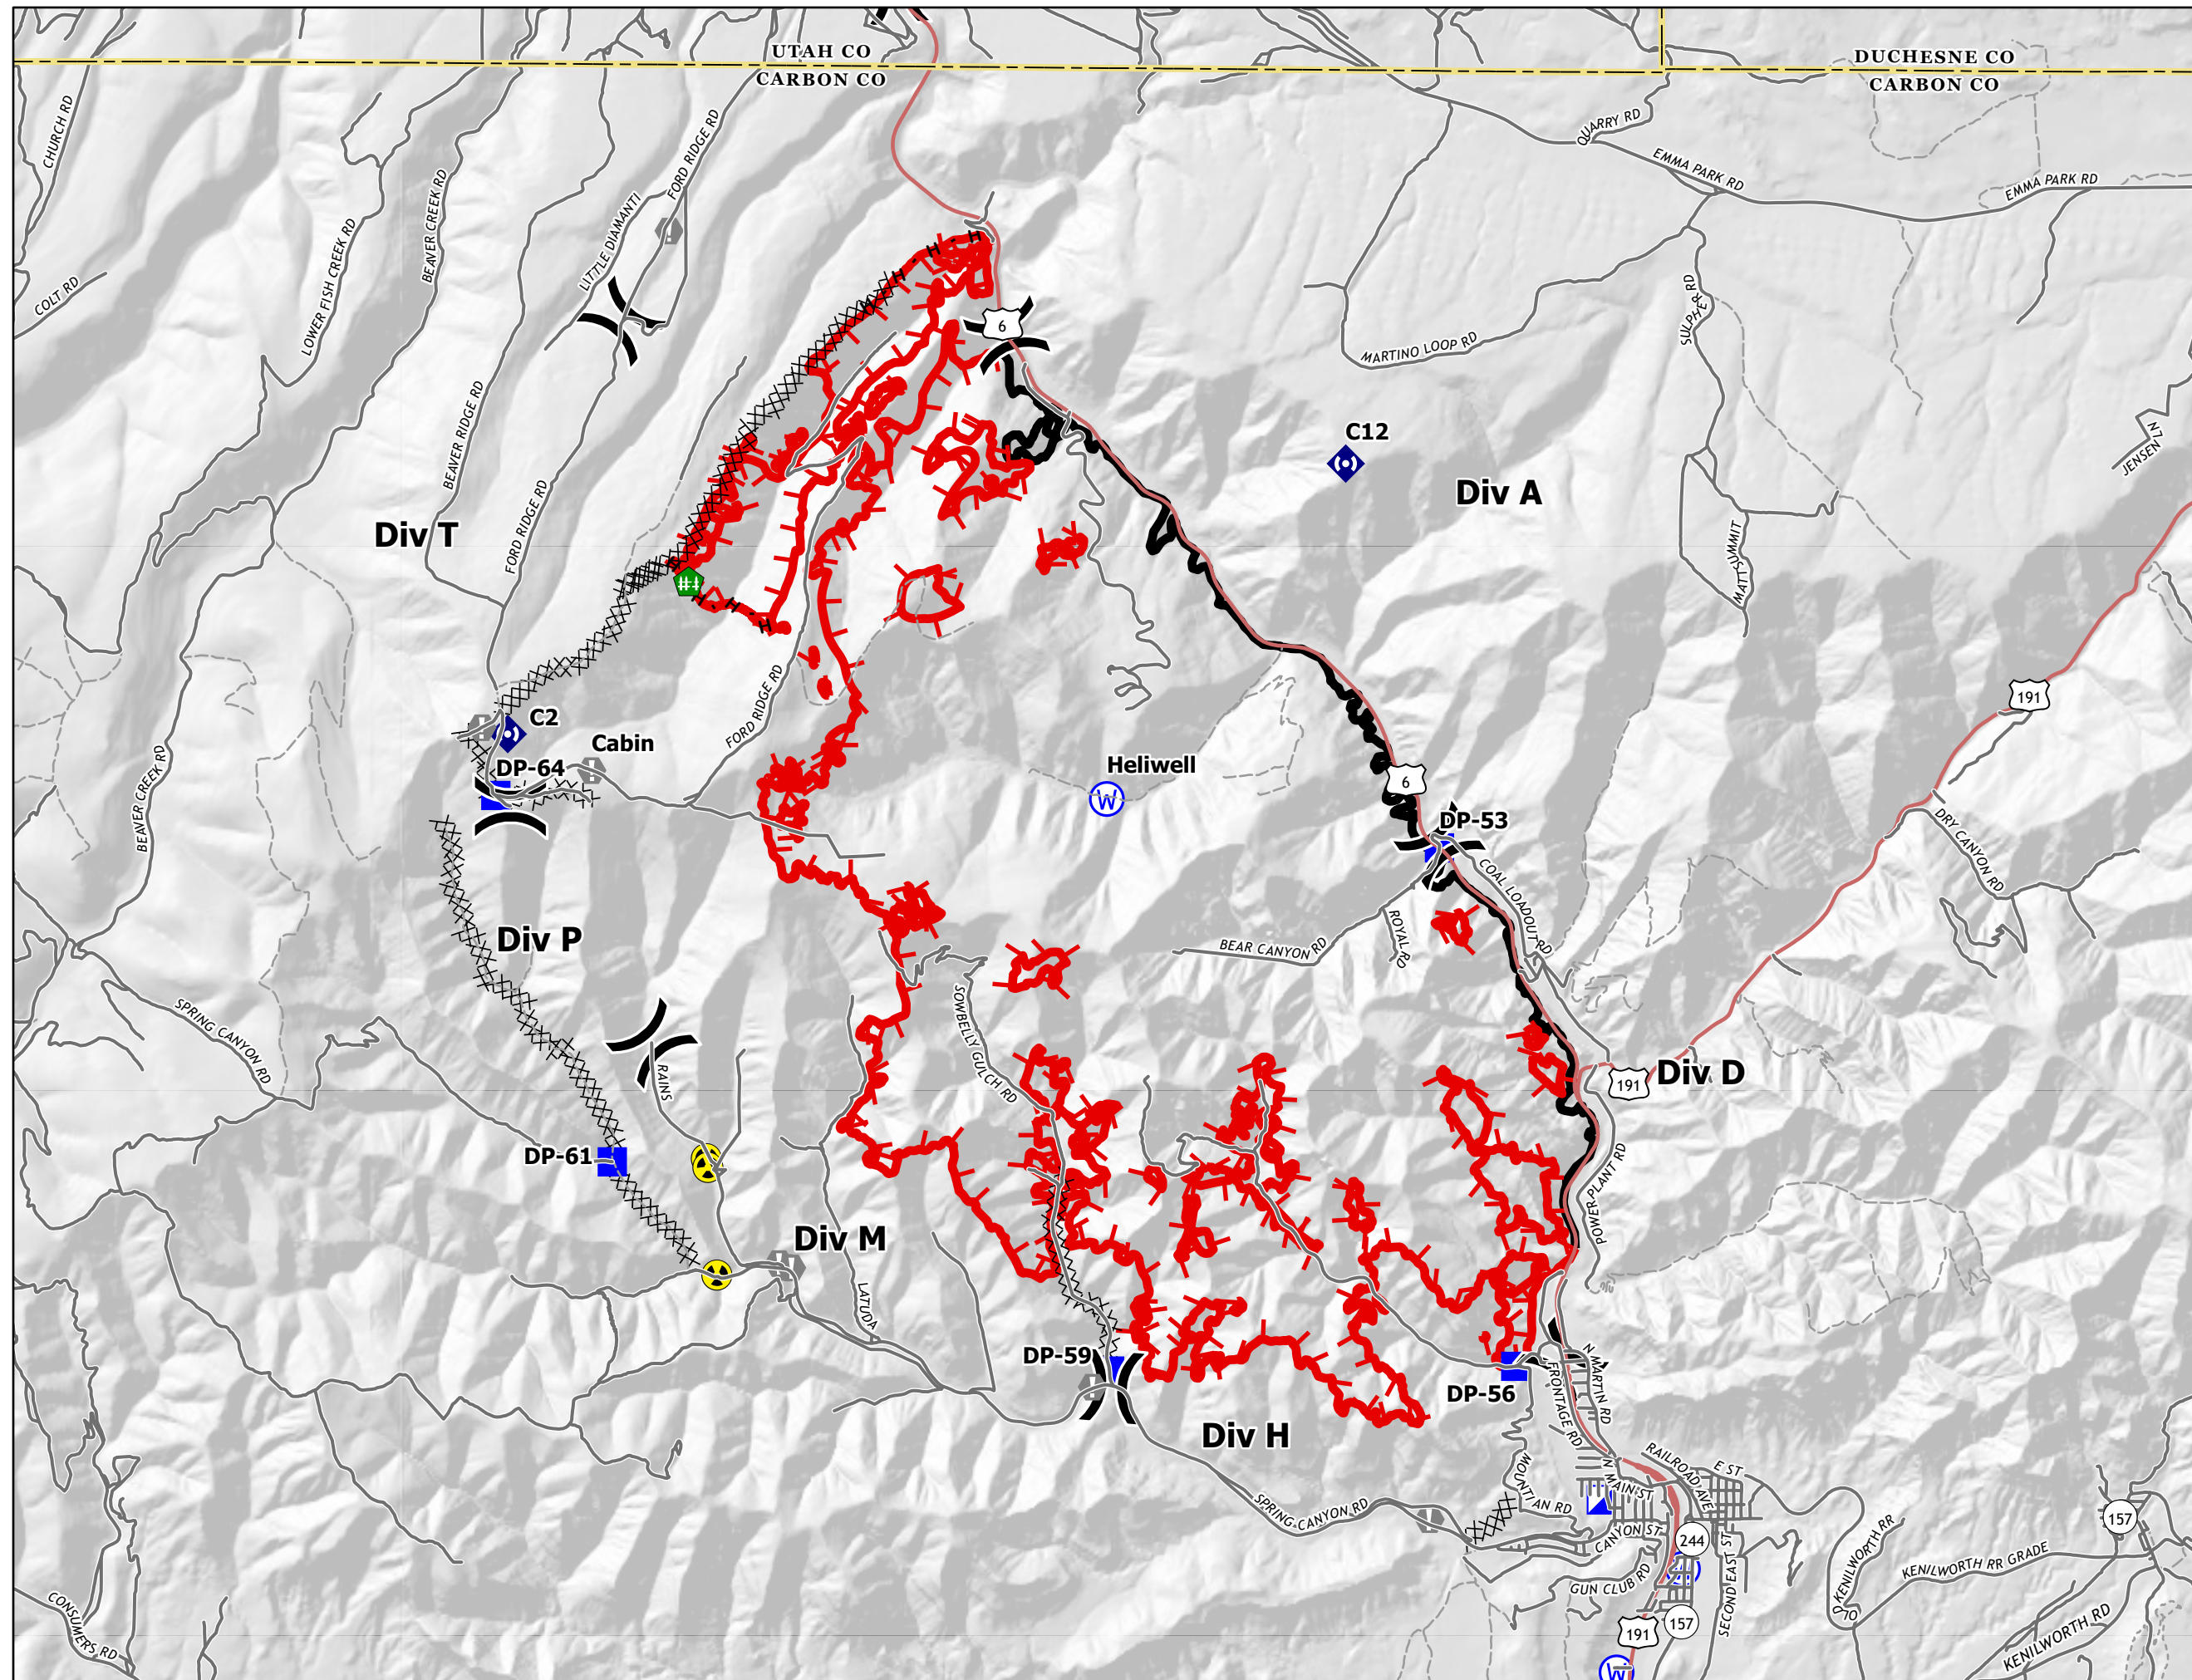 UTAH CO
CARBON CO
DUCHESNE CO
CARBON CO
CHURCH RD
FORD RIDGE RD
QUARRY RD
EMMA PARK RD
EMMA PARK RD
BEAVER CREEK RD
LITTLE DIAMANTI
LOWER FISH CREEK RD
COLT RD
SULPHER RD
6
MARTINO LOOP RD
BEAVER RIDGE RD
C12
JENSEN LN
Div A
Div T
FORD RIDGE RD
MATTSUMMIT
H
H
H
H
H
191
C2
FORD RIDGE RD
Cabin
DP-64
Heliwell
W
6
BEAVER CREEK RD
DP-53
DRY CANYON RD
COAL LOADOUT RD
Div P
ROYAL RD
BEAR CANYON RD
SPRING CANYON RD
SOWBELLY GULCH RD
RAINS
191
Div D
DP-61
POWER PLANT RD
Div M
LATUDA
DP-59
DP-56
N MARTIN RD
FRONTAGE RD
Div H
RAILROAD AVE
E ST
N MAIN ST
MOUNTIAN RD
SPRING CANYON RD
CANYON ST
244
157
GUN CLUB RD
SECOND EAST ST
OLD KENILWORTH RR
KENILWORTH RR GRADE
CONSUMERS RD
191
157
KENILWORTH RD
W